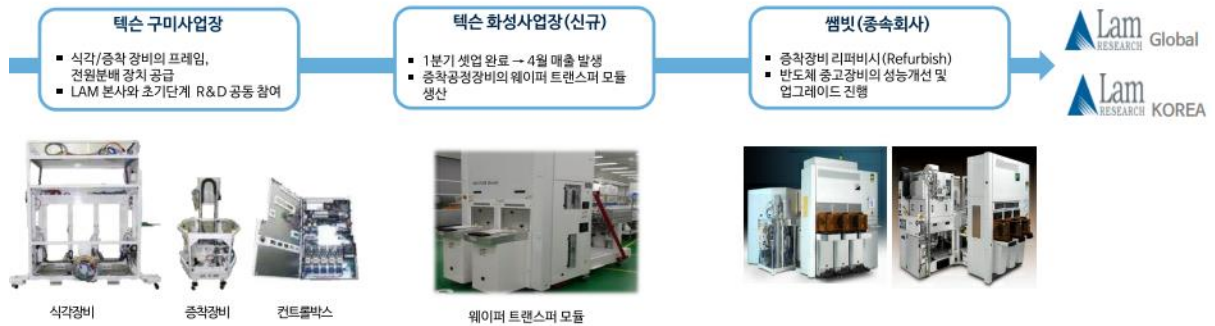 텍슨 구미사업장
▪ 식각/증착 장비의 프레임,
전원분배 장치 공급
▪ LAM 본사와 초기단계 R&D 공동 참여
텍슨 화성사업장(신규)
▪ 1분기 셋업 완료 → 4월 매출 발생
▪ 증착공정장비의 웨이퍼 트랜스퍼 모듈
생산
쌤빗(종속회사)
▪ 증착장비 리퍼비시(Refurbish)
▪ 반도체 중고장비의 성능개선 및
업그레이드 진행
Lam
RESEARCH Global
Lam
RESEARCH KOREA
식각장비
증착장비
컨트롤박스
웨이퍼 트랜스퍼 모듈